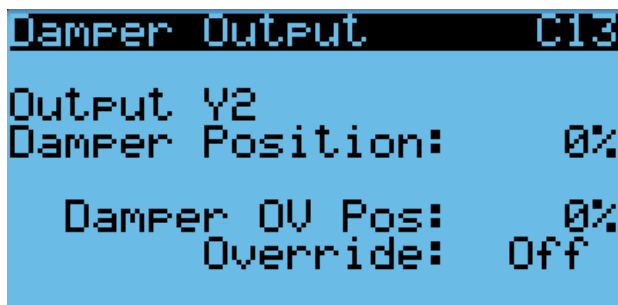 Damper Output C13
Output Y2
Damper Position: 0%
Damper OV Pos: 0%
Override: Off